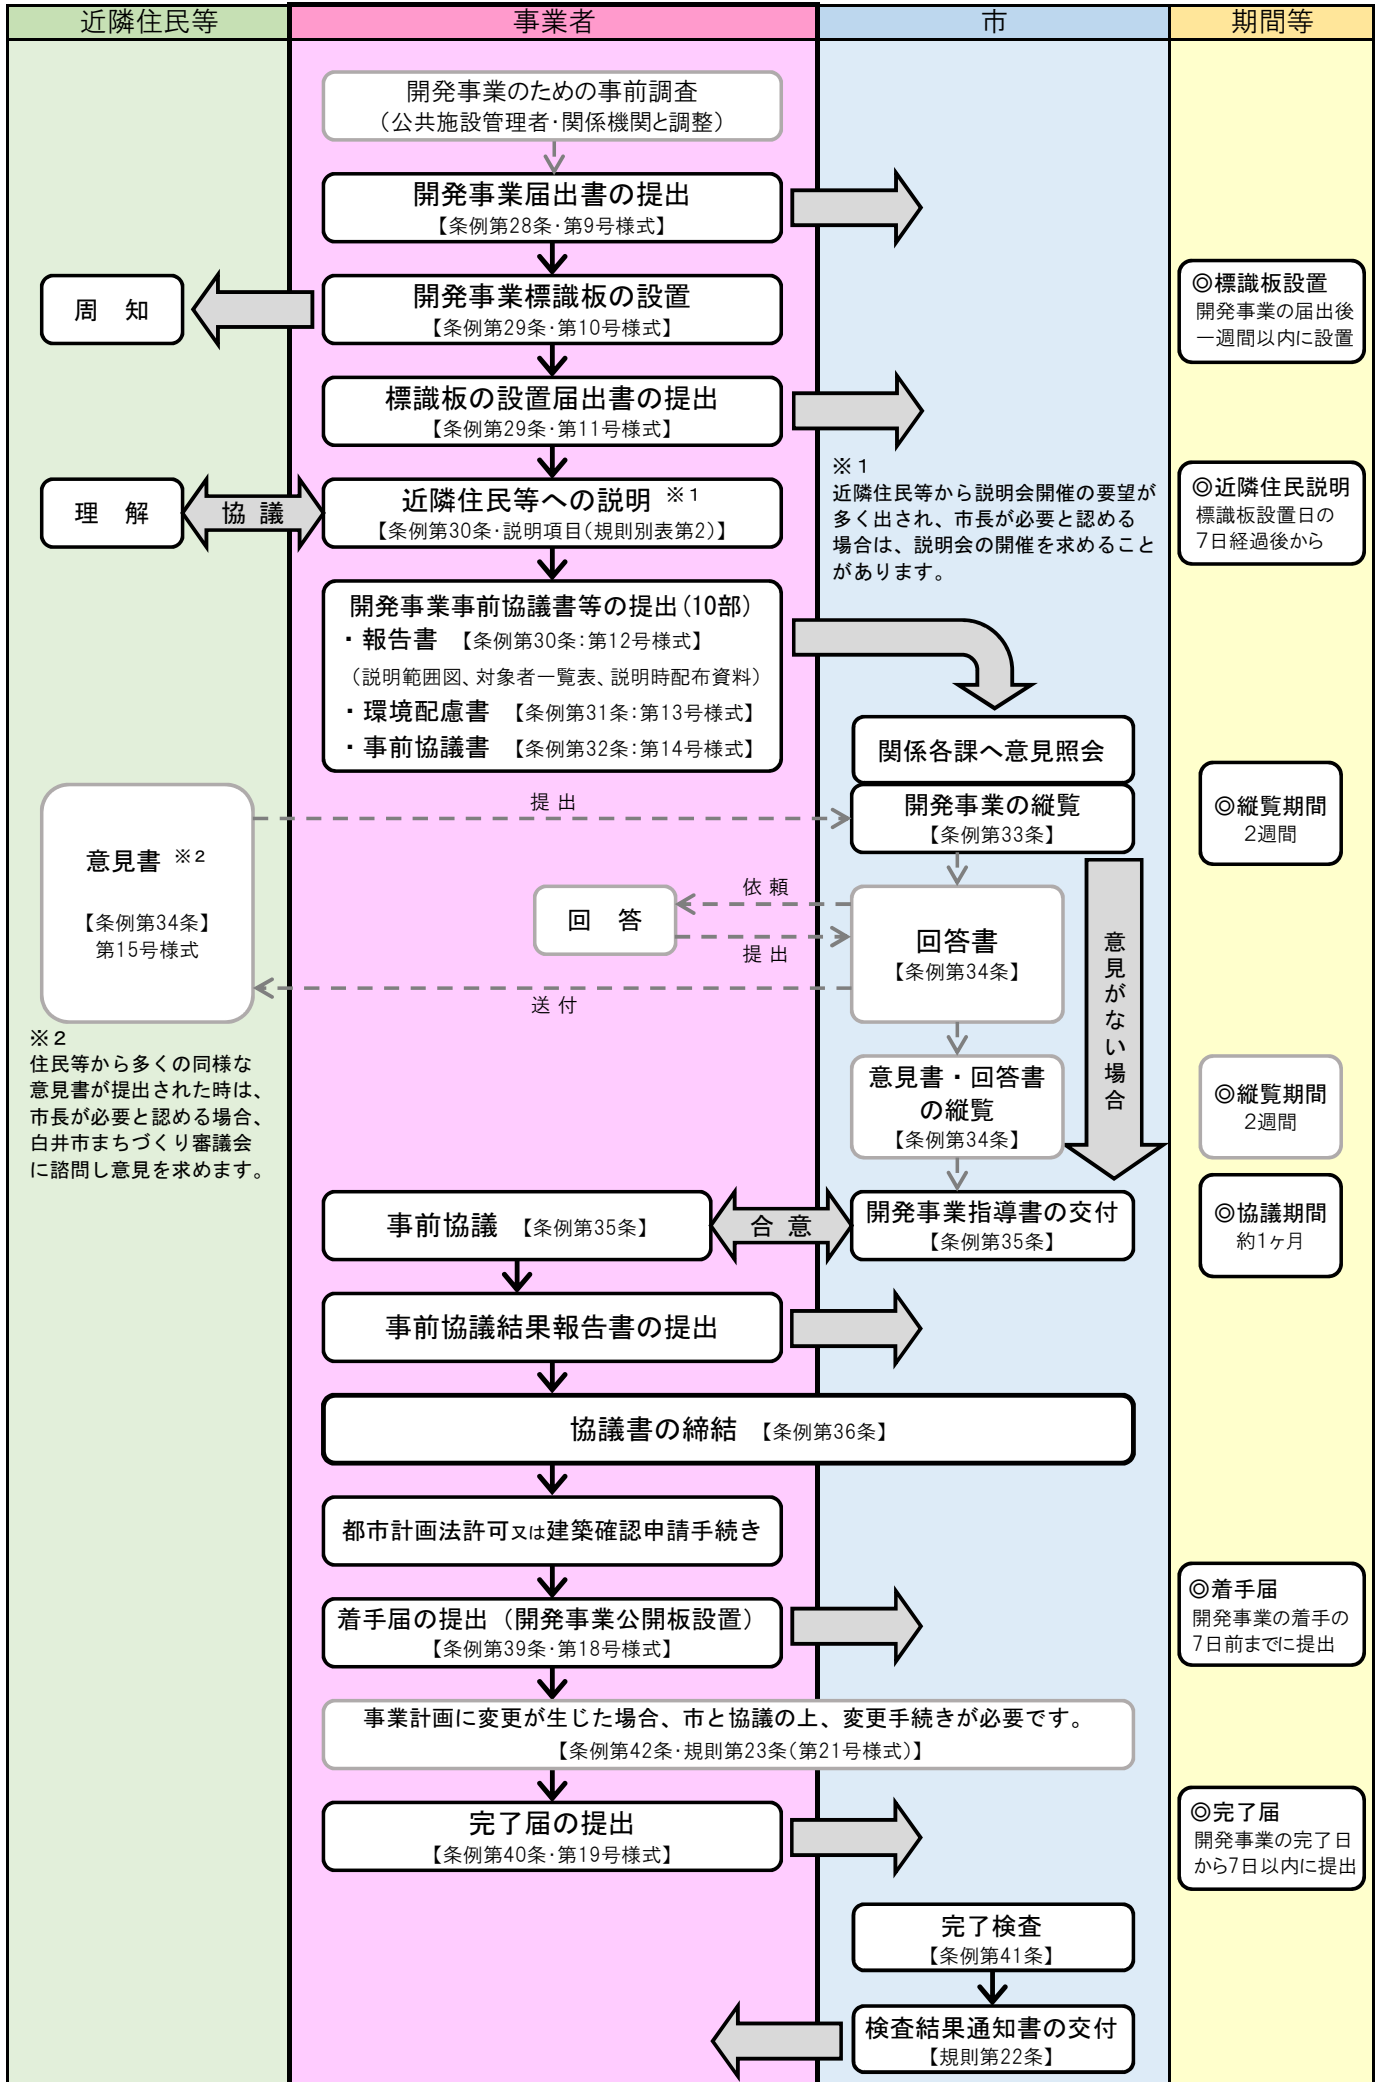 近隣住民等
事業者
市
期間等
開発事業のための事前調査
（公共施設管理者・関係機関と調整）
開発事業届出書の提出
【条例第28条・第9号様式】
周　知
開発事業標識板の設置
【条例第29条・第10号様式】
◎標識板設置
開発事業の届出後
一週間以内に設置
標識板の設置届出書の提出
【条例第29条・第11号様式】
理　解
協 議
近隣住民等への説明 ※1
【条例第30条・説明項目（規則別表第2）】
※1
近隣住民等から説明会開催の要望が
多く出され、市長が必要と認める
場合は、説明会の開催を求めること
があります。
◎近隣住民説明
標識板設置日の
7日経過後から
開発事業事前協議書等の提出（10部）
・報告書 【条例第30条：第12号様式】
（説明範囲図、対象者一覧表、説明時配布資料）
・環境配慮書 【条例第31条：第13号様式】
・事前協議書 【条例第32条：第14号様式】
関係各課へ意見照会
開発事業の縦覧
【条例第33条】
◎縦覧期間
2週間
提 出
意見書 ※2
【条例第34条】
第15号様式
依 頼
回　答
提 出
回答書
【条例第34条】
送 付
意見がない場合
※2
住民等から多くの同様な
意見書が提出された時は、
市長が必要と認める場合、
白井市まちづくり審議会
に諮問し意見を求めます。
意見書・回答書
の縦覧
【条例第34条】
◎縦覧期間
2週間
事前協議 【条例第35条】
合 意
開発事業指導書の交付
【条例第35条】
◎協議期間
約1ヶ月
事前協議結果報告書の提出
協議書の締結 【条例第36条】
都市計画法許可又は建築確認申請手続き
着手届の提出（開発事業公開板設置）
【条例第39条・第18号様式】
◎着手届
開発事業の着手の
7日前までに提出
事業計画に変更が生じた場合、市と協議の上、変更手続きが必要です。
【条例第42条・規則第23条（第21号様式）】
完了届の提出
【条例第40条・第19号様式】
◎完了届
開発事業の完了日
から7日以内に提出
完了検査
【条例第41条】
検査結果通知書の交付
【規則第22条】